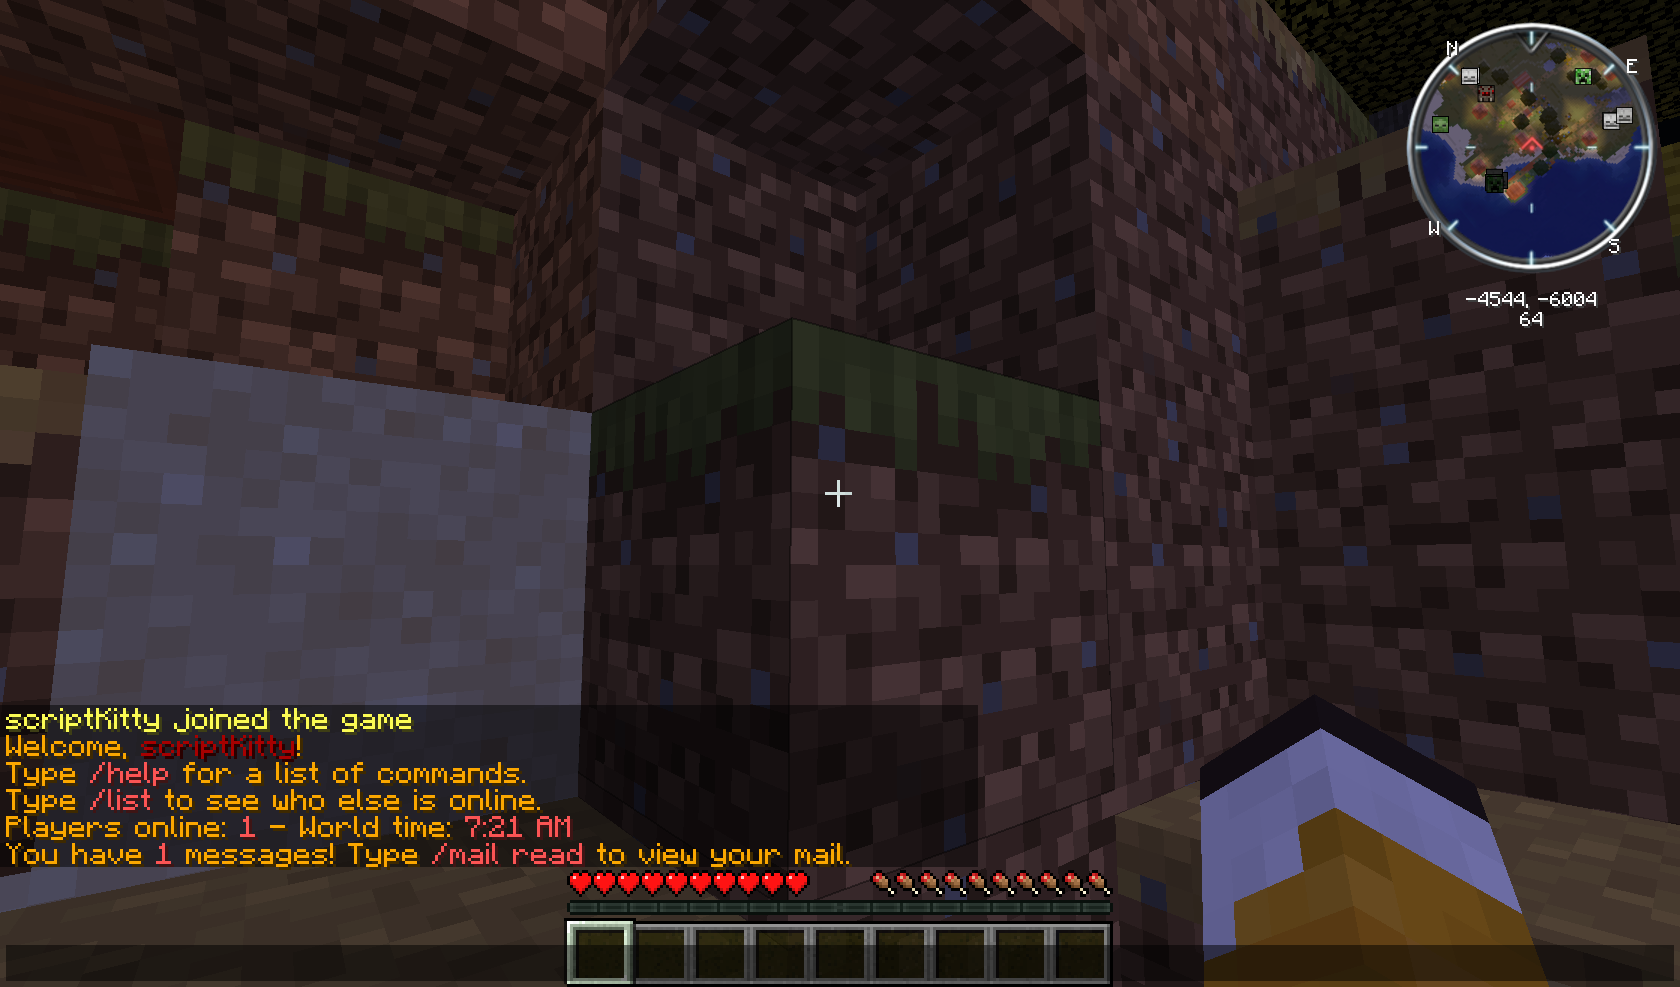 N
E
W
S
-4544, -6004
64
scriptKitty joined the game
Welcome, scriptKitty!
Type /help for a list of commands.
Type /list to see who else is online.
Players online: 1 - World time: 7:21 AM
You have 1 messages! Type /mail read to view your mail.